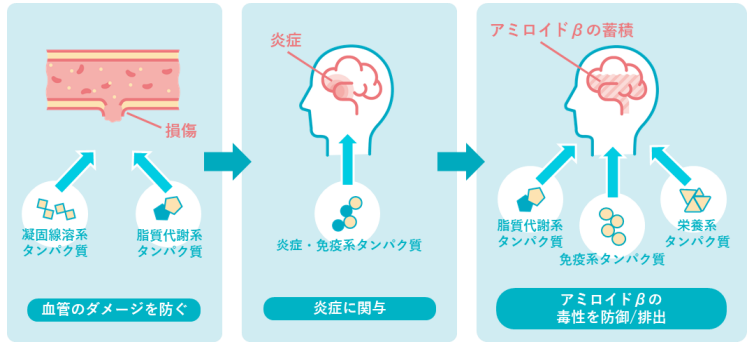 損傷
凝固線溶系
タンパク質
脂質代謝系
タンパク質
血管のダメージを防ぐ
炎症
炎症・免疫系タンパク質
炎症に関与
アミロイドβの蓄積
脂質代謝系
タンパク質
免疫系タンパク質
栄養系
タンパク質
アミロイドβの
毒性を防御/排出